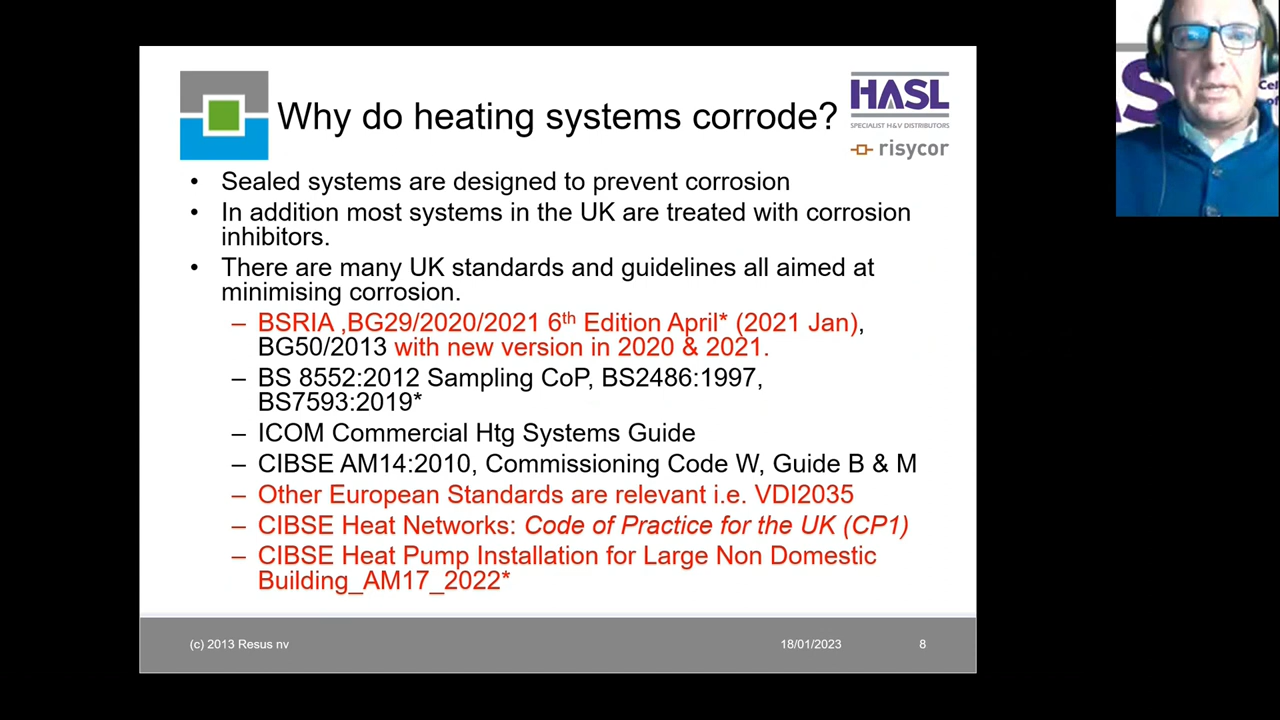 Why do heating systems corrode?
HASL
SPECIALIST H&V DISTRIBUTORS
risycor
• Sealed systems are designed to prevent corrosion
• In addition most systems in the UK are treated with corrosion
inhibitors.
• There are many UK standards and guidelines all aimed at
minimising corrosion.
– BSRIA ,BG29/2020/2021 6th Edition April* (2021 Jan),
BG50/2013 with new version in 2020 & 2021.
– BS 8552:2012 Sampling CoP, BS2486:1997,
BS7593:2019*
– ICOM Commercial Htg Systems Guide
– CIBSE AM14:2010, Commissioning Code W, Guide B & M
– Other European Standards are relevant i.e. VDI2035
– CIBSE Heat Networks: Code of Practice for the UK (CP1)
– CIBSE Heat Pump Installation for Large Non Domestic
Building_AM17_2022*
(c) 2013 Resus nv
18/01/2023
8